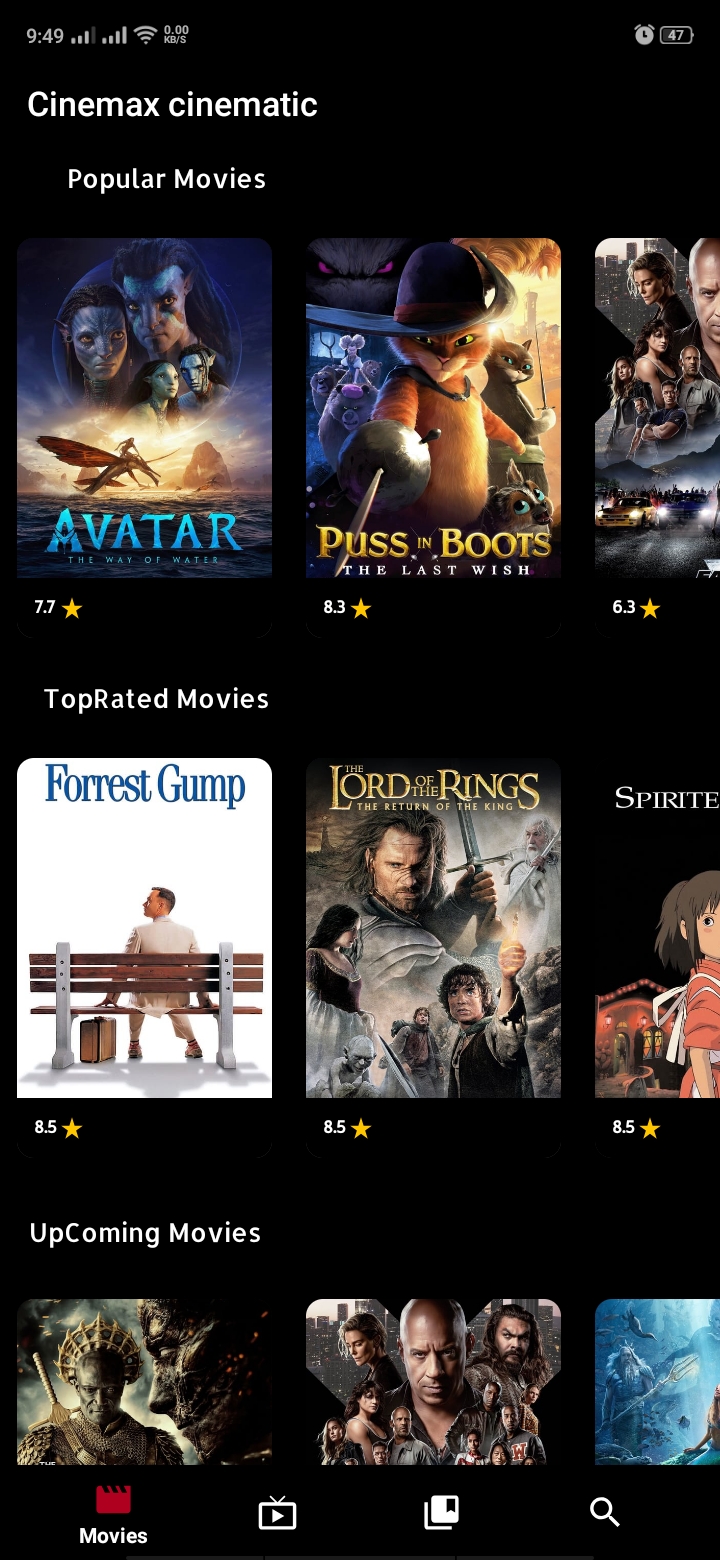 9:49
0.00
KB/S
47
Cinemax cinematic
Popular Movies
AVATAR
THE WAY OF WATER
PUSS IN BOOTS
THE LAST WISH
7.7
8.3
6.3
TopRated Movies
Forrest Gump
THE
LORD OF THE RINGS
THE RETURN OF THE KING
SPIRITE
8.5
8.5
8.5
UpComing Movies
W
THE
Movies